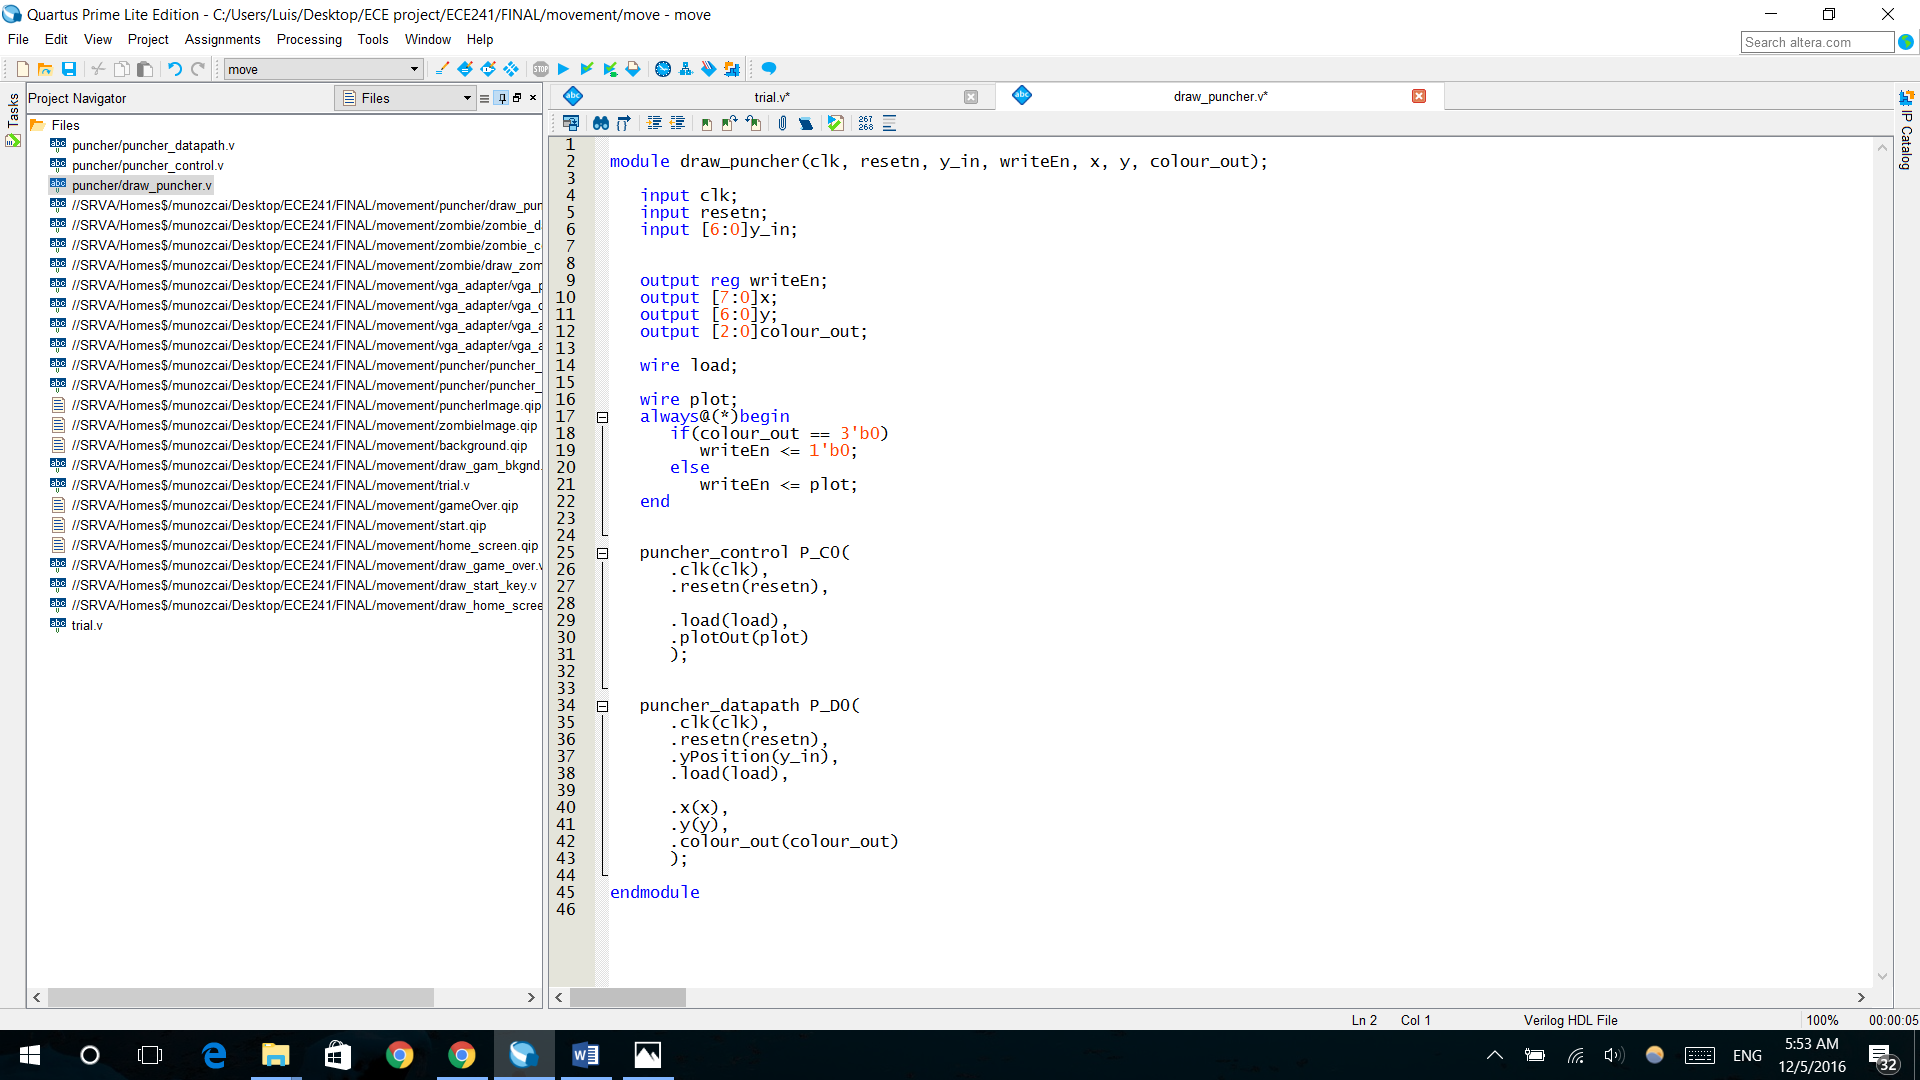 Quartus Prime Lite Edition - C:/Users/Luis/Desktop/ECE project/ECE241/FINAL/movement/move - move
File Edit View Project Assignments Processing Tools Window Help
Search altera.com
move
Tasks
Project Navigator
Files
trial.v*
draw_puncher.v*
IP Catalog
Files
puncher/puncher_datapath.v
puncher/puncher_control.v
puncher/draw_puncher.v
//SRVA/Homes$/munozcai/Desktop/ECE241/FINAL/movement/puncher/draw_pun
//SRVA/Homes$/munozcai/Desktop/ECE241/FINAL/movement/zombie/zombie_d
//SRVA/Homes$/munozcai/Desktop/ECE241/FINAL/movement/zombie/zombie_c
//SRVA/Homes$/munozcai/Desktop/ECE241/FINAL/movement/zombie/draw_zom
//SRVA/Homes$/munozcai/Desktop/ECE241/FINAL/movement/vga_adapter/vga_p
//SRVA/Homes$/munozcai/Desktop/ECE241/FINAL/movement/vga_adapter/vga_c
//SRVA/Homes$/munozcai/Desktop/ECE241/FINAL/movement/vga_adapter/vga_a
//SRVA/Homes$/munozcai/Desktop/ECE241/FINAL/movement/vga_adapter/vga_a
//SRVA/Homes$/munozcai/Desktop/ECE241/FINAL/movement/puncher/puncher_
//SRVA/Homes$/munozcai/Desktop/ECE241/FINAL/movement/puncher/puncher_
//SRVA/Homes$/munozcai/Desktop/ECE241/FINAL/movement/puncherImage.qip
//SRVA/Homes$/munozcai/Desktop/ECE241/FINAL/movement/zombieImage.qip
//SRVA/Homes$/munozcai/Desktop/ECE241/FINAL/movement/background.qip
//SRVA/Homes$/munozcai/Desktop/ECE241/FINAL/movement/draw_gam_bkgnd.
//SRVA/Homes$/munozcai/Desktop/ECE241/FINAL/movement/trial.v
//SRVA/Homes$/munozcai/Desktop/ECE241/FINAL/movement/gameOver.qip
//SRVA/Homes$/munozcai/Desktop/ECE241/FINAL/movement/start.qip
//SRVA/Homes$/munozcai/Desktop/ECE241/FINAL/movement/home_screen.qip
//SRVA/Homes$/munozcai/Desktop/ECE241/FINAL/movement/draw_game_over.v
//SRVA/Homes$/munozcai/Desktop/ECE241/FINAL/movement/draw_start_key.v
//SRVA/Homes$/munozcai/Desktop/ECE241/FINAL/movement/draw_home_scree
trial.v
267
268
1
2 module draw_puncher(clk, resetn, y_in, writeEn, x, y, colour_out);
3
4 input clk;
5 input resetn;
6 input [6:0]y_in;
7
8
9 output reg writeEn;
10 output [7:0]x;
11 output [6:0]y;
12 output [2:0]colour_out;
13
14 wire load;
15
16 wire plot;
17 always@(*)begin
18 if(colour_out == 3'b0)
19 writeEn <= 1'b0;
20 else
21 writeEn <= plot;
22 end
23
24
25 puncher_control P_C0(
26 .clk(clk),
27 .resetn(resetn),
28
29 .load(load),
30 .plotOut(plot)
31 );
32
33
34 puncher_datapath P_D0(
35 .clk(clk),
36 .resetn(resetn),
37 .yPosition(y_in),
38 .load(load),
39
40 .x(x),
41 .y(y),
42 .colour_out(colour_out)
43 );
44
45 endmodule
46
Ln 2 Col 1 Verilog HDL File 100% 00:00:05
ENG
5:53 AM
12/5/2016
32